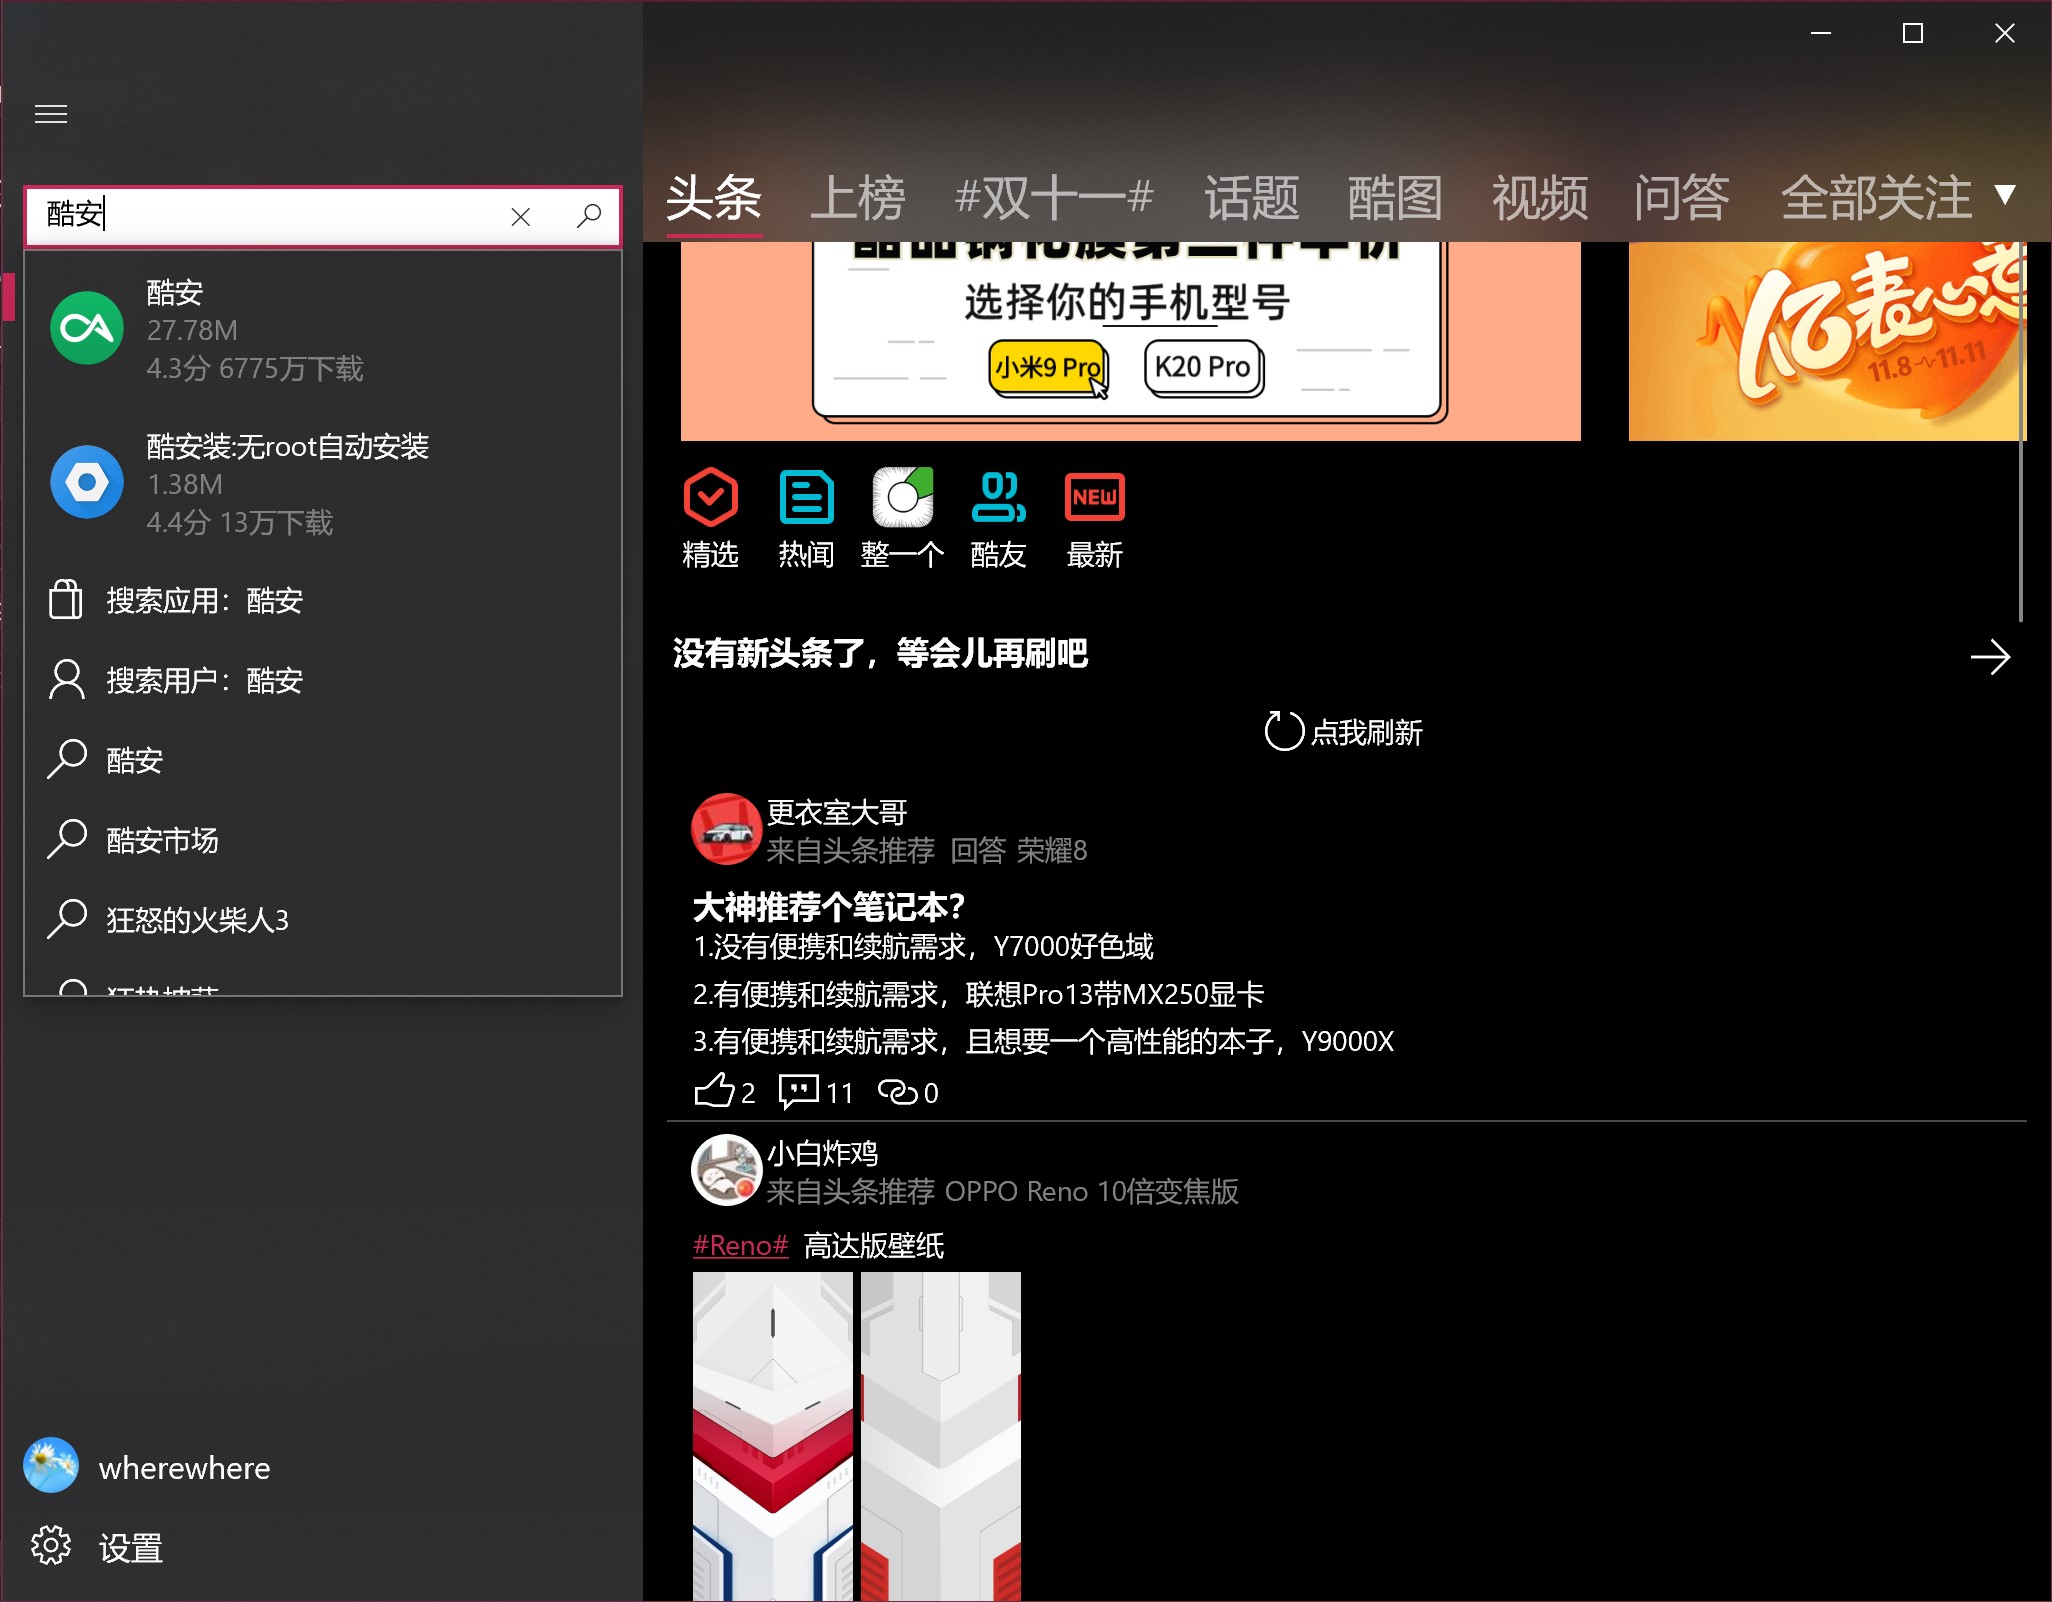 酷安
酷安
27.78M
4.3分 6775万下载
酷安装:无root自动安装
1.38M
4.4分 13万下载
搜索应用：酷安
搜索用户：酷安
酷安
酷安市场
狂怒的火柴人3
wherewhere
设置
头条 上榜 #双十一# 话题 酷图 视频 问答 全部关注
选择你的手机型号
小米9 Pro
K20 Pro
亿表心意
11.8~11.11
NEW
精选 热闻 整一个 酷友 最新
没有新头条了，等会儿再刷吧
点我刷新
更衣室大哥
来自头条推荐 回答 荣耀8
大神推荐个笔记本？
1.没有便携和续航需求，Y7000好色域
2.有便携和续航需求，联想Pro13带MX250显卡
3.有便携和续航需求，且想要一个高性能的本子，Y9000X
2 11 0
小白炸鸡
来自头条推荐 OPPO Reno 10倍变焦版
#Reno# 高达版壁纸